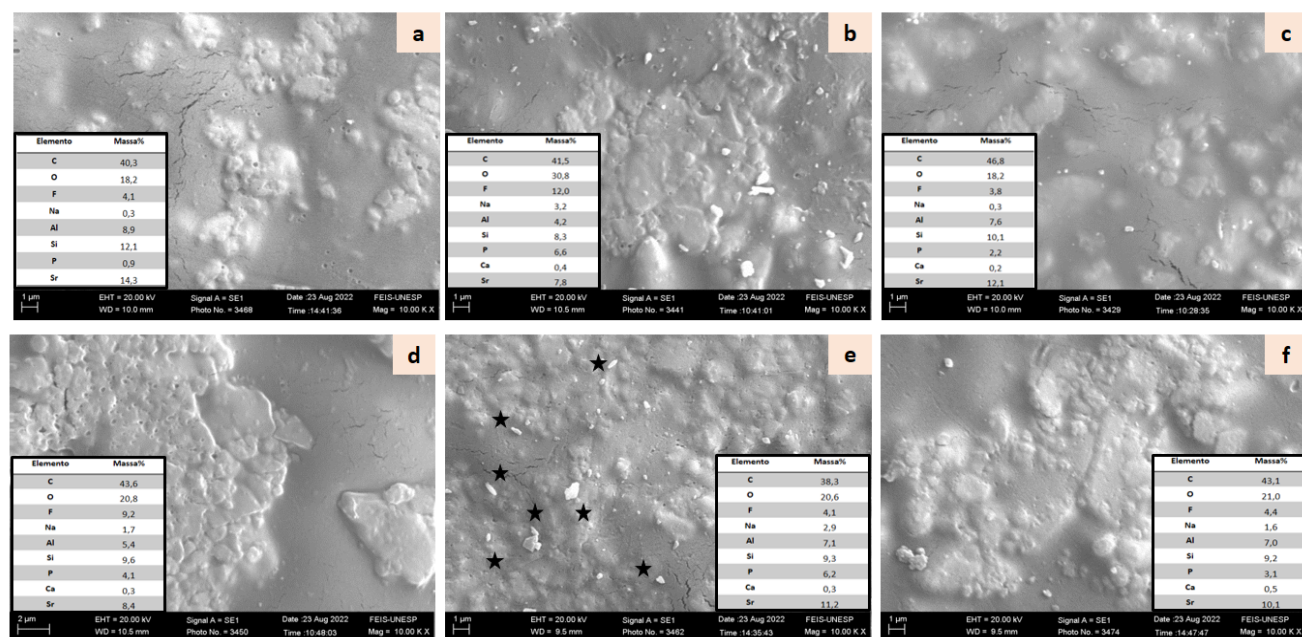 a
Elemento Massa%
C 40,3
O 18,2
F 4,1
Na 0,3
Al 8,9
Si 12,1
P 0,9
Sr 14,3
1 µm EHT = 20.00 kV Signal A = SE1 Date :23 Aug 2022 FEIS-UNESP
WD = 10.0 mm Photo No. = 3468 Time :14:41:36 Mag = 10.00 K X
b
Elemento Massa%
C 41,5
O 30,8
F 12,0
Na 3,2
Al 4,2
Si 8,3
P 6,6
Ca 0,4
Sr 7,8
1 µm EHT = 20.00 kV Signal A = SE1 Date :23 Aug 2022 FEIS-UNESP
WD = 10.5 mm Photo No. = 3441 Time :10:41:01 Mag = 10.00 K X
c
Elemento Massa%
C 46,8
O 18,2
F 3,8
Na 0,3
Al 7,6
Si 10,1
P 2,2
Ca 0,2
Sr 12,1
1 µm EHT = 20.00 kV Signal A = SE1 Date :23 Aug 2022 FEIS-UNESP
WD = 10.0 mm Photo No. = 3429 Time :10:28:35 Mag = 10.00 K X
d
Elemento Massa%
C 43,6
O 20,8
F 9,2
Na 1,7
Al 5,4
Si 9,6
P 4,1
Ca 0,3
Sr 8,4
2 µm EHT = 20.00 kV Signal A = SE1 Date :23 Aug 2022 FEIS-UNESP
WD = 10.5 mm Photo No. = 3450 Time :10:48:03 Mag = 10.00 K X
e
Elemento Massa%
C 38,3
O 20,6
F 4,1
Na 2,9
Al 7,1
Si 9,3
P 6,2
Ca 0,3
Sr 11,2
1 µm EHT = 20.00 kV Signal A = SE1 Date :23 Aug 2022 FEIS-UNESP
WD = 9.5 mm Photo No. = 3462 Time :14:35:43 Mag = 10.00 K X
f
Elemento Massa%
C 43,1
O 21,0
F 4,4
Na 1,6
Al 7,0
Si 9,2
P 3,1
Ca 0,5
Sr 10,1
1 µm EHT = 20.00 kV Signal A = SE1 Date :23 Aug 2022 FEIS-UNESP
WD = 9.5 mm Photo No. = 3474 Time :14:47:47 Mag = 10.00 K X